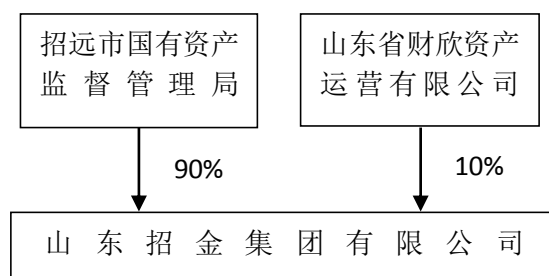 招远市国有资产
监督管理局
山东省财欣资产
运营有限公司
90%
10%
山东招金集团有限公司